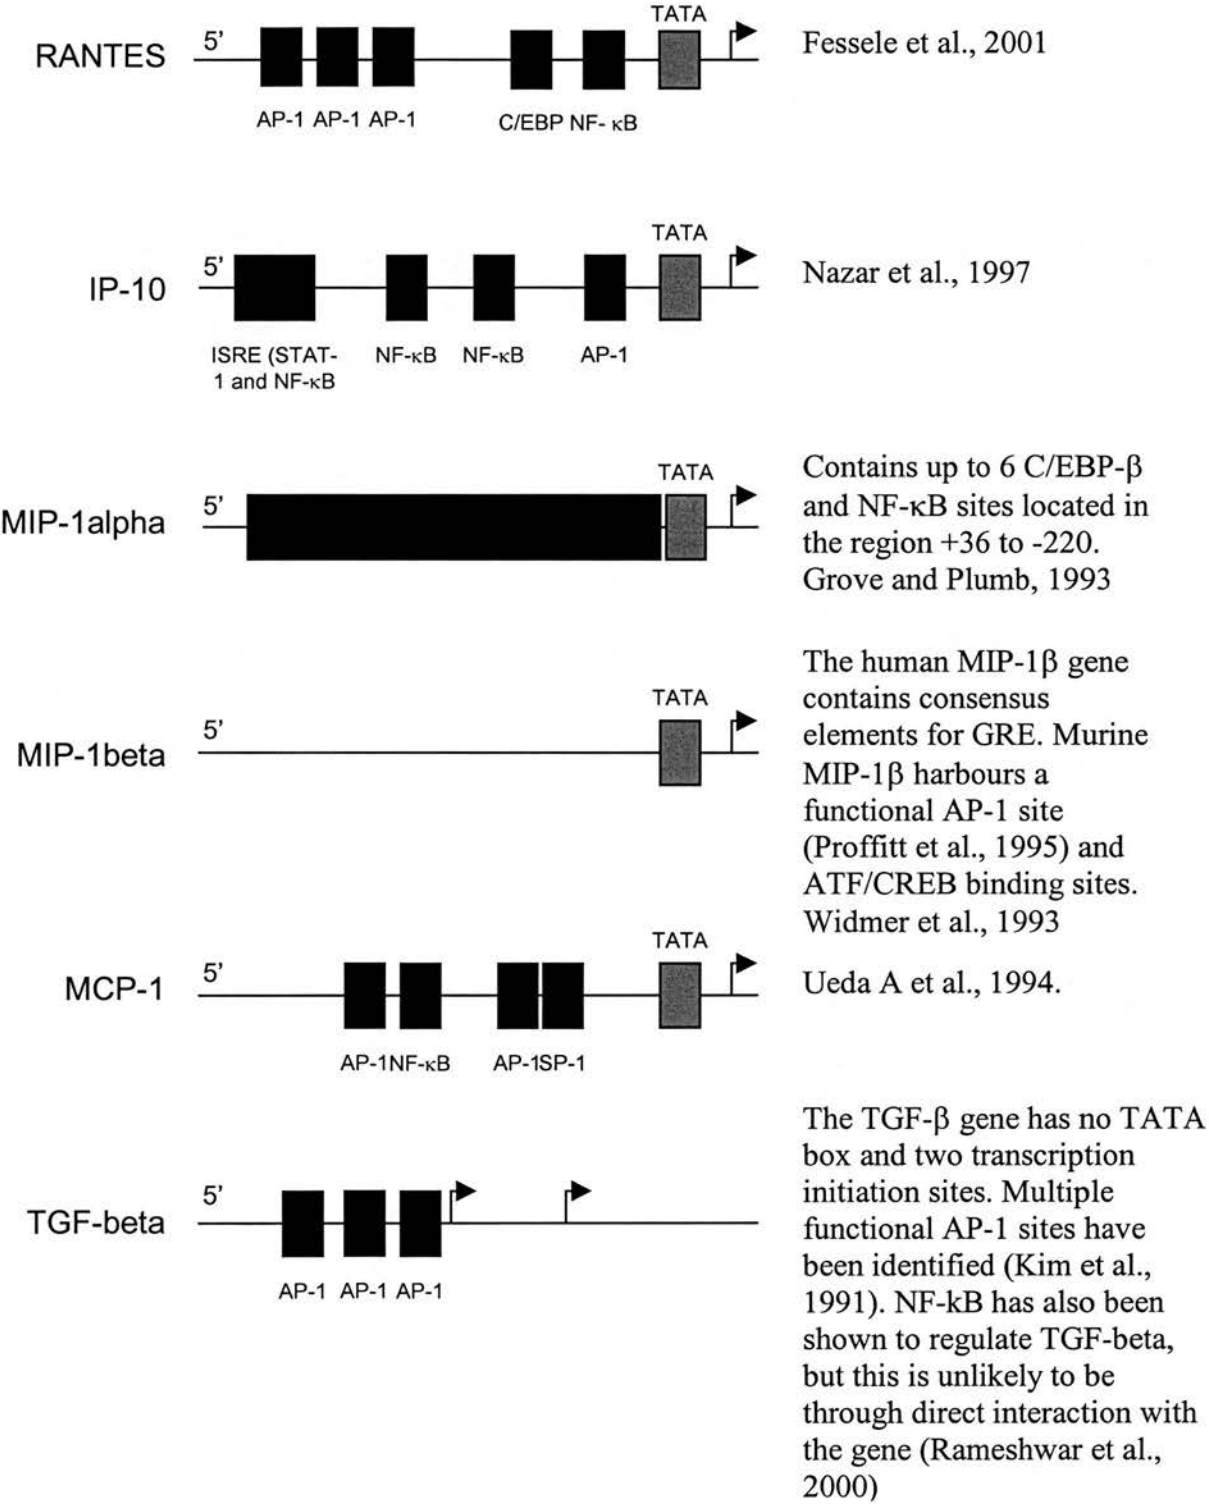 TATA
RANTES 5' Fessele et al., 2001
AP-1 AP-1 AP-1 C/EBP NF- κB
TATA
IP-10 5' Nazar et al., 1997
ISRE (STAT- NF-κB NF-κB AP-1
1 and NF-κB
TATA
MIP-1alpha 5'
Contains up to 6 C/EBP-β
and NF-κB sites located in
the region +36 to -220.
Grove and Plumb, 1993
TATA
MIP-1beta 5'
The human MIP-1β gene
contains consensus
elements for GRE. Murine
MIP-1β harbours a
functional AP-1 site
(Proffitt et al., 1995) and
ATF/CREB binding sites.
Widmer et al., 1993
TATA
MCP-1 5' Ueda A et al., 1994.
AP-1 NF-κB AP-1 SP-1
TGF-beta 5'
AP-1 AP-1 AP-1
The TGF-β gene has no TATA
box and two transcription
initiation sites. Multiple
functional AP-1 sites have
been identified (Kim et al.,
1991). NF-kB has also been
shown to regulate TGF-beta,
but this is unlikely to be
through direct interaction with
the gene (Rameshwar et al.,
2000)